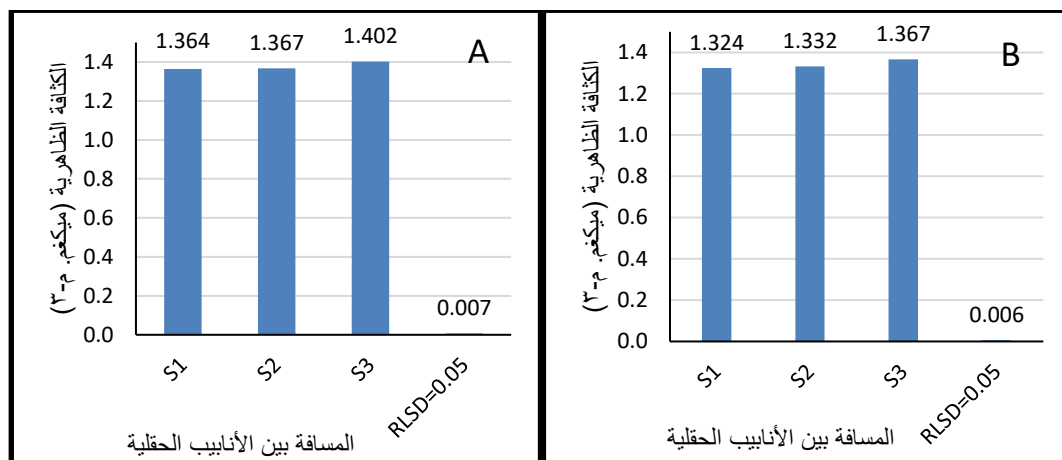 A
الكثافة الظاهرية (ميكغم. م-٣)
1.364 1.367 1.402 0.007
1.4
1.2
1.0
0.8
0.6
0.4
0.2
0.0
S1 S2 S3 RLSD=0.05
المسافة بين الأنابيب الحقلية
B
الكثافة الظاهرية (ميكغم. م-٣)
1.324 1.332 1.367 0.006
1.4
1.2
1.0
0.8
0.6
0.4
0.2
0.0
S1 S2 S3 RLSD=0.05
المسافة بين الأنابيب الحقلية